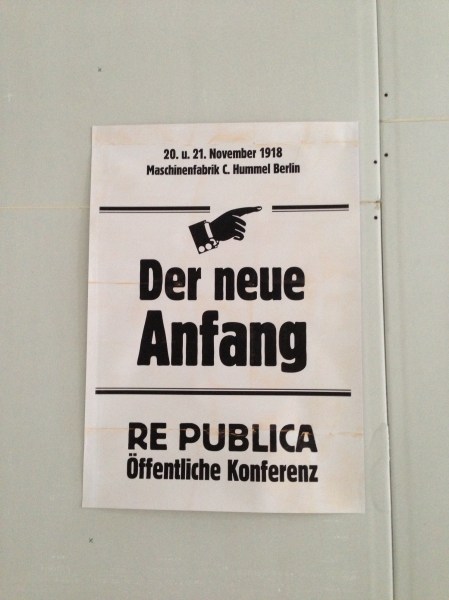 20. u. 21. November 1918
Maschinenfabrik C. Hummel Berlin
Der neue
Anfang
RE PUBLICA
Öffentliche Konferenz